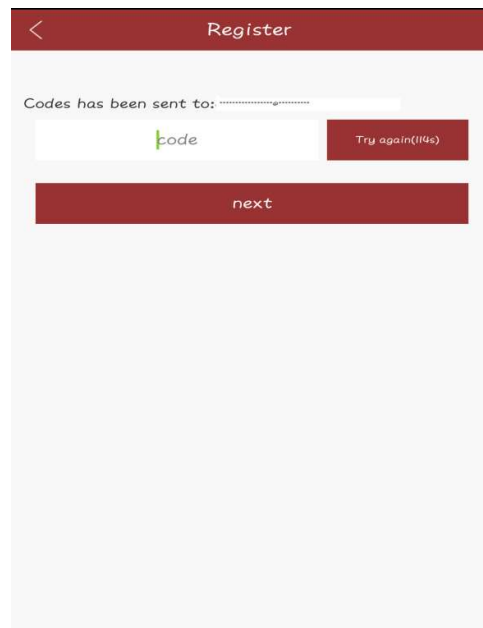 Register
Codes has been sent to:
code
Try again(114s)
next